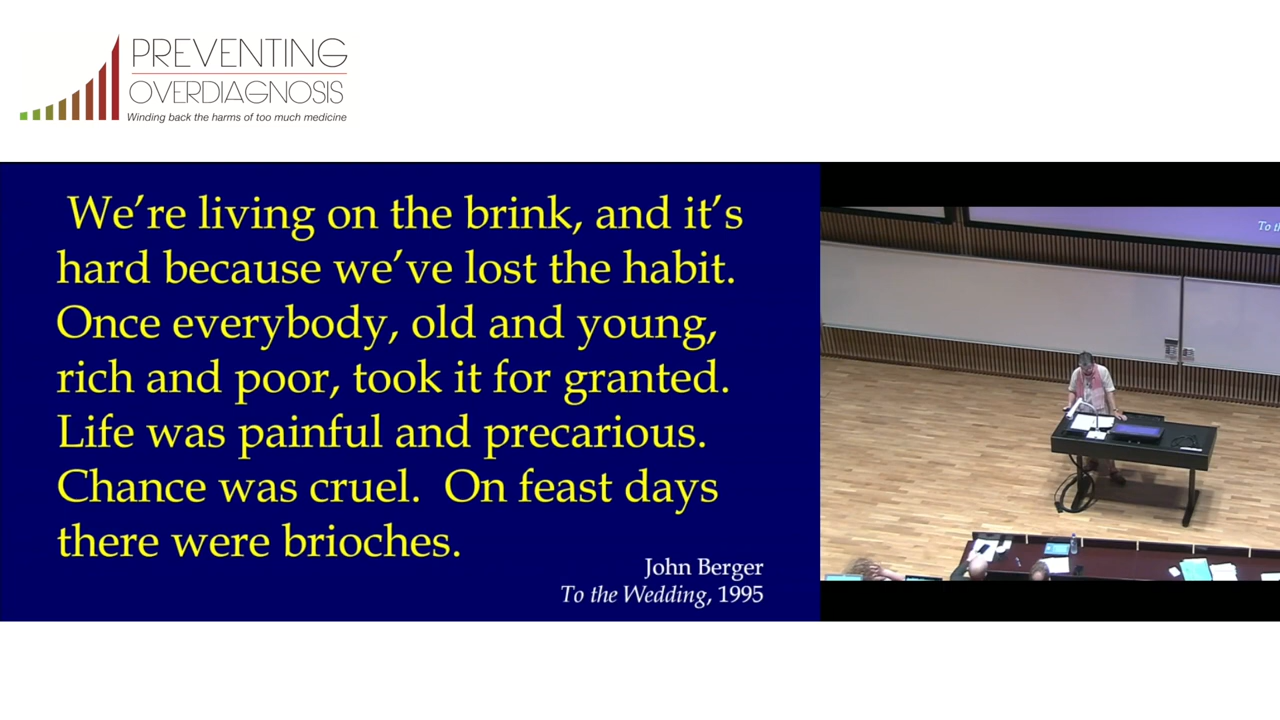 PREVENTING
OVERDIAGNOSIS
Winding back the harms of too much medicine
We’re living on the brink, and it’s
hard because we’ve lost the habit.
Once everybody, old and young,
rich and poor, took it for granted.
Life was painful and precarious.
Chance was cruel.  On feast days
there were brioches.
John Berger
To the Wedding, 1995